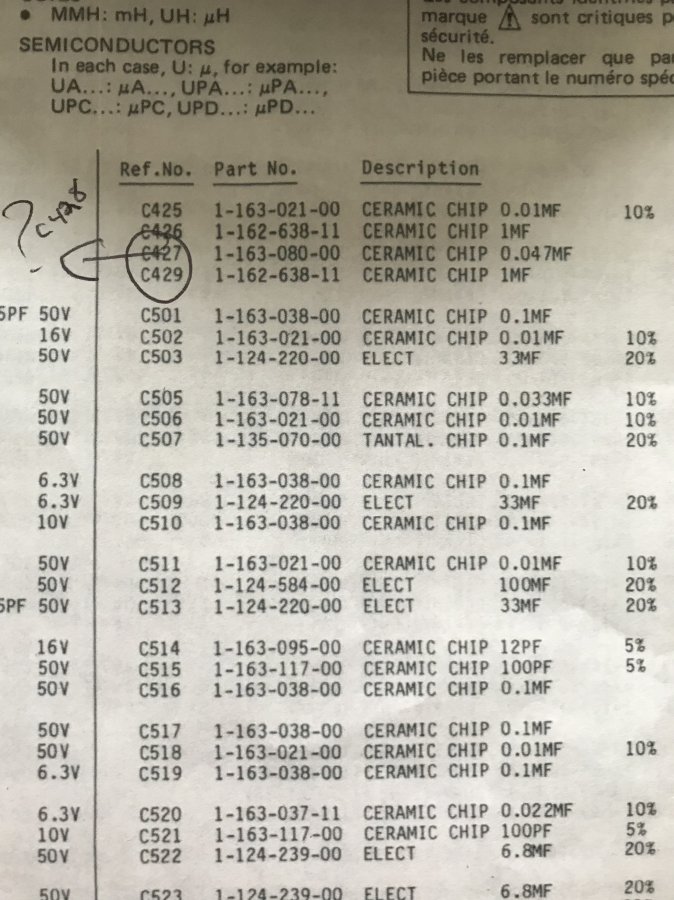 • MMH: mH, UH: μH
SEMICONDUCTORS
In each case, U: μ, for example:
UA...: μA..., UPA...: μPA...,
UPC...: μPC, UPD...: μPD...
marque ⚠ sont critiques
sécurité.
Ne les remplacer que
pièce portant le numéro
Ref.No. Part No. Description
? C428
C425 1-163-021-00 CERAMIC CHIP 0.01MF 10%
C426 1-162-638-11 CERAMIC CHIP 1MF
C427 1-163-080-00 CERAMIC CHIP 0.047MF
C429 1-162-638-11 CERAMIC CHIP 1MF
5PF 50V C501 1-163-038-00 CERAMIC CHIP 0.1MF
16V C502 1-163-021-00 CERAMIC CHIP 0.01MF 10%
50V C503 1-124-220-00 ELECT 33MF 20%
50V C505 1-163-078-11 CERAMIC CHIP 0.033MF 10%
50V C506 1-163-021-00 CERAMIC CHIP 0.01MF 10%
50V C507 1-135-070-00 TANTAL. CHIP 0.1MF 20%
6.3V C508 1-163-038-00 CERAMIC CHIP 0.1MF
6.3V C509 1-124-220-00 ELECT 33MF 20%
10V C510 1-163-038-00 CERAMIC CHIP 0.1MF
50V C511 1-163-021-00 CERAMIC CHIP 0.01MF 10%
50V C512 1-124-584-00 ELECT 100MF 20%
5PF 50V C513 1-124-220-00 ELECT 33MF 20%
16V C514 1-163-095-00 CERAMIC CHIP 12PF 5%
50V C515 1-163-117-00 CERAMIC CHIP 100PF 5%
50V C516 1-163-038-00 CERAMIC CHIP 0.1MF
50V C517 1-163-038-00 CERAMIC CHIP 0.1MF
50V C518 1-163-021-00 CERAMIC CHIP 0.01MF 10%
6.3V C519 1-163-038-00 CERAMIC CHIP 0.1MF
6.3V C520 1-163-037-11 CERAMIC CHIP 0.022MF 10%
10V C521 1-163-117-00 CERAMIC CHIP 100PF 5%
50V C522 1-124-239-00 ELECT 6.8MF 20%
50V C523 1-124-239-00 ELECT 6.8MF 20%